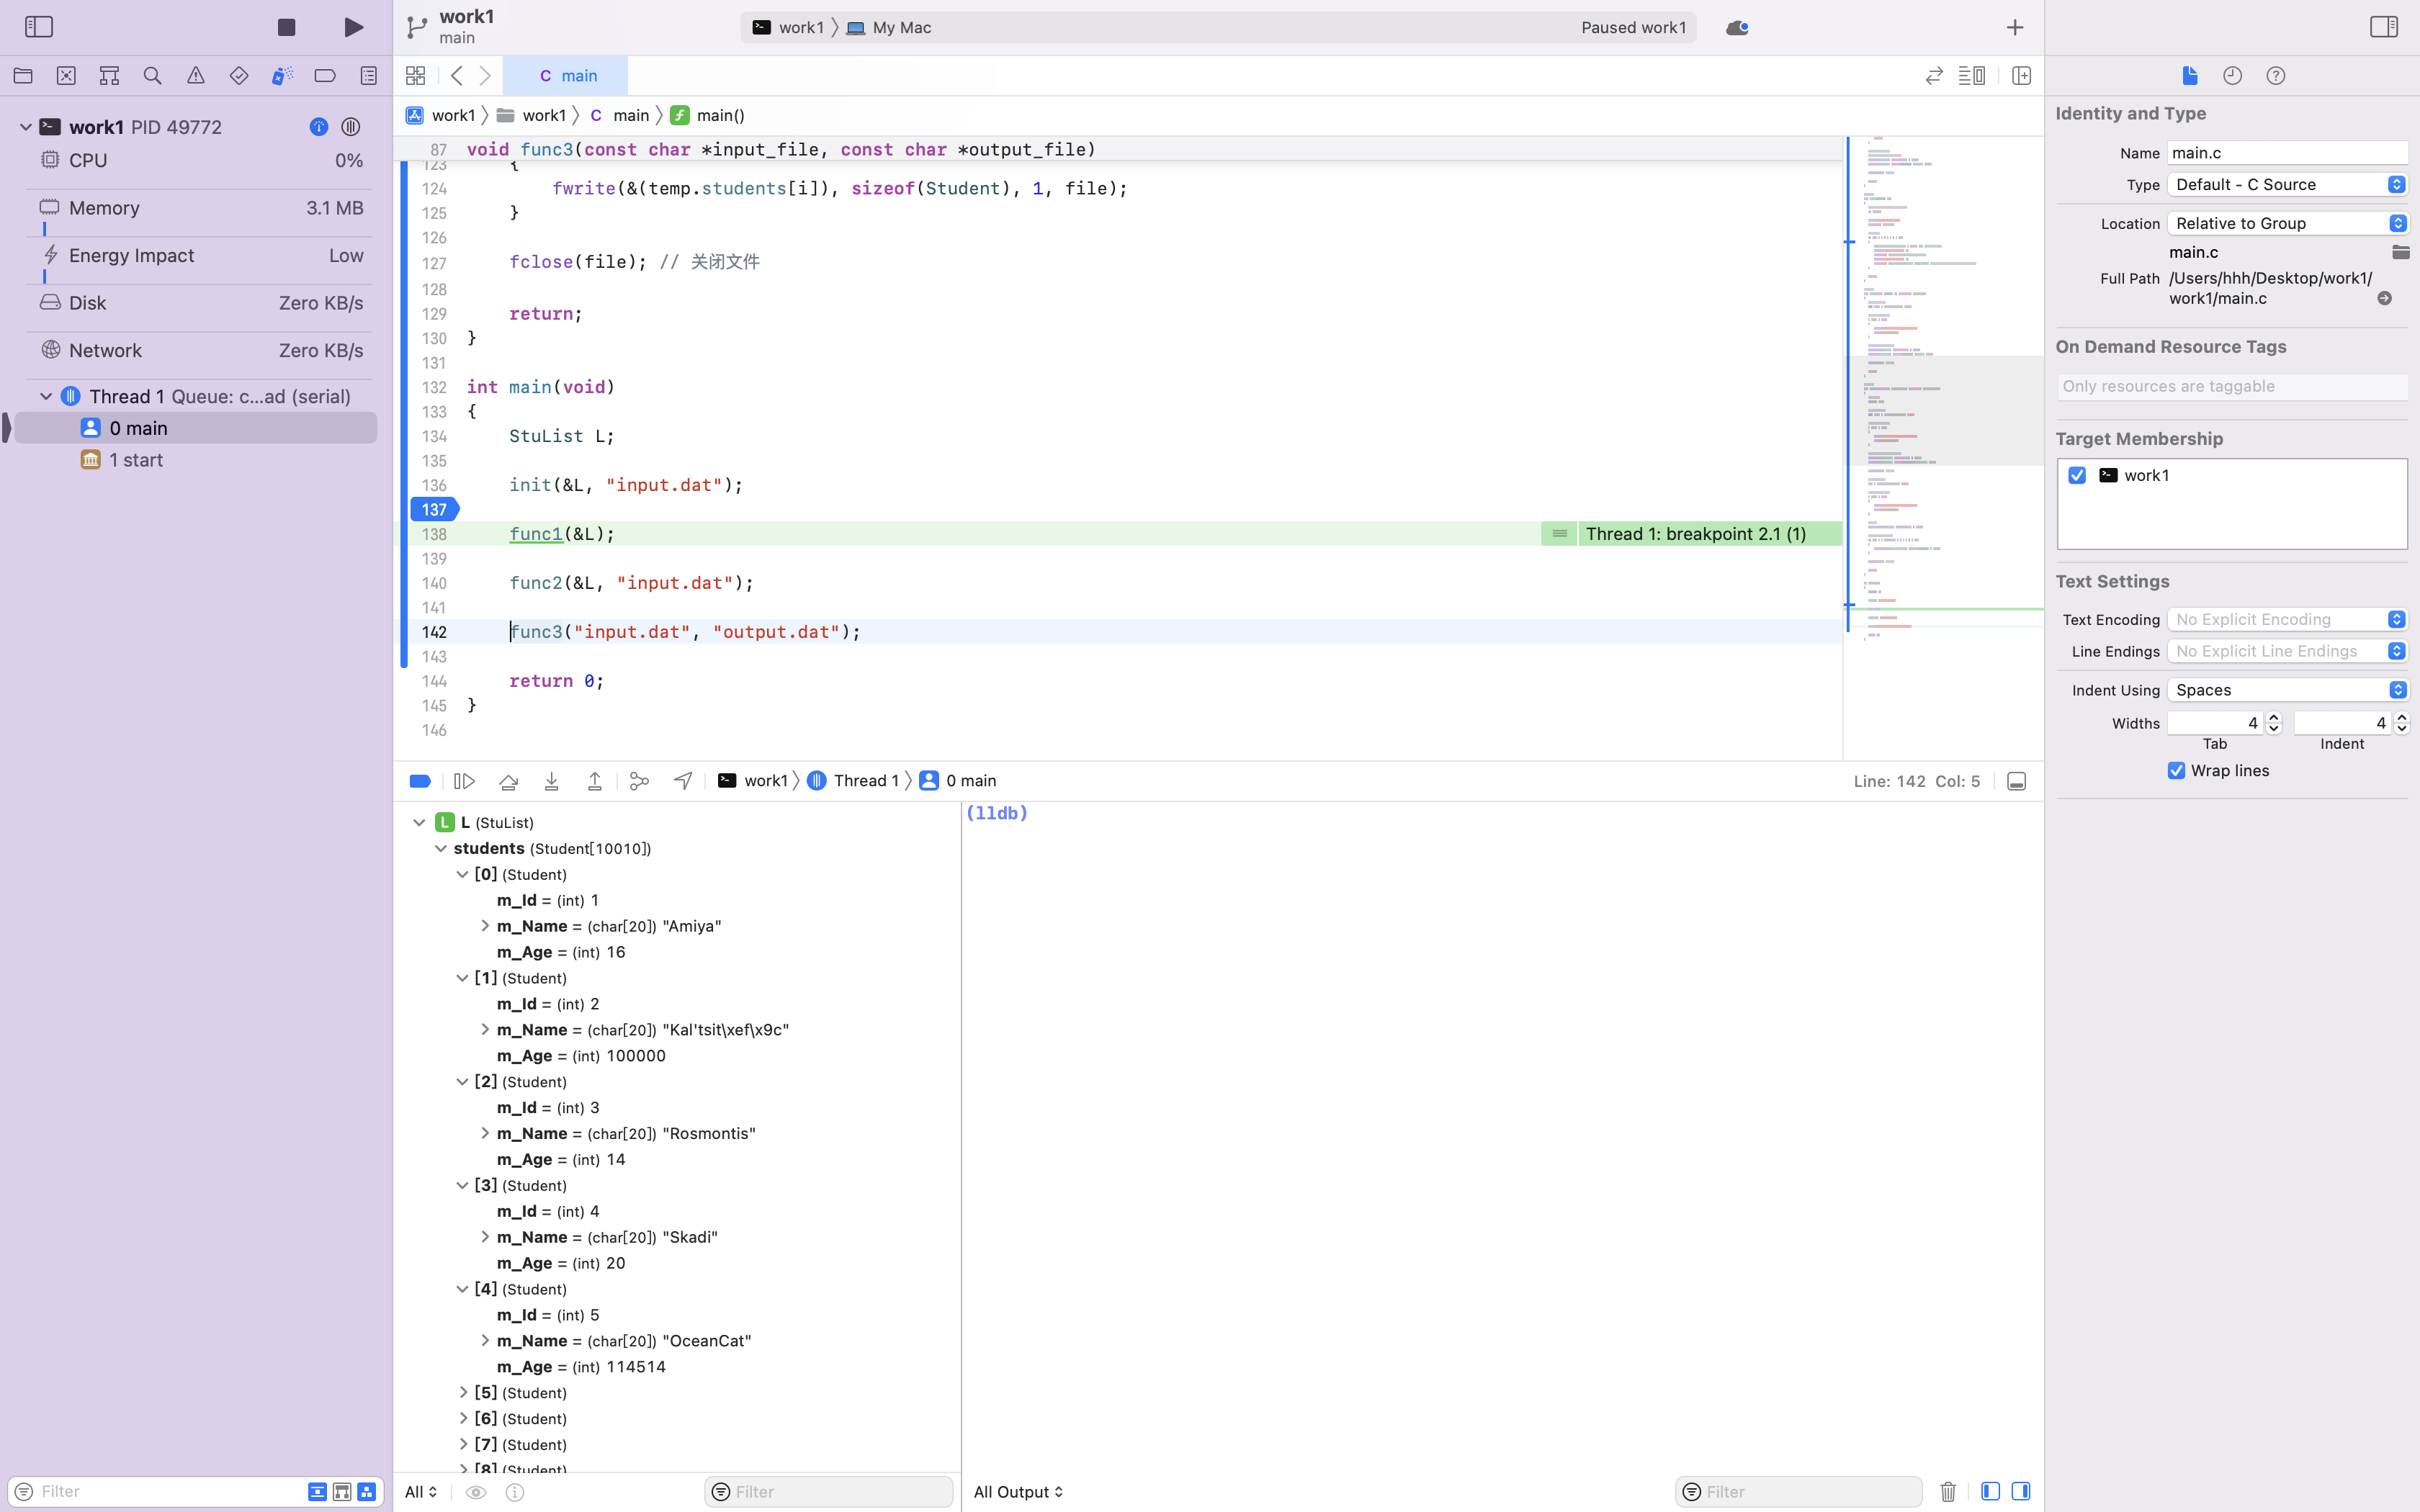 work1
main
work1 〉 My Mac
Paused work1
C main
work1 〉 work1 〉 C main 〉 main()
work1 PID 49772
CPU 0%
Memory 3.1 MB
Energy Impact Low
Disk Zero KB/s
Network Zero KB/s
Thread 1 Queue: c...ad (serial)
0 main
1 start
Filter
87 void func3(const char *input_file, const char *output_file)
123 {
124 fwrite(&(temp.students[i]), sizeof(Student), 1, file);
125 }
126
127 fclose(file); // 关闭文件
128
129 return;
130 }
131
132 int main(void)
133 {
134 StuList L;
135
136 init(&L, "input.dat");
137
138 func1(&L); Thread 1: breakpoint 2.1 (1)
139
140 func2(&L, "input.dat");
141
142 func3("input.dat", "output.dat");
143
144 return 0;
145 }
146
work1 〉 Thread 1 〉 0 main
Line: 142 Col: 5
L L (StuList)
students (Student[10010])
[0] (Student)
m_Id = (int) 1
m_Name = (char[20]) "Amiya"
m_Age = (int) 16
[1] (Student)
m_Id = (int) 2
m_Name = (char[20]) "Kal'tsit\xef\x9c"
m_Age = (int) 100000
[2] (Student)
m_Id = (int) 3
m_Name = (char[20]) "Rosmontis"
m_Age = (int) 14
[3] (Student)
m_Id = (int) 4
m_Name = (char[20]) "Skadi"
m_Age = (int) 20
[4] (Student)
m_Id = (int) 5
m_Name = (char[20]) "OceanCat"
m_Age = (int) 114514
[5] (Student)
[6] (Student)
[7] (Student)
[8] (Student)
All
Filter
(lldb)
All Output
Filter
Identity and Type
Name main.c
Type Default - C Source
Location Relative to Group
main.c
Full Path /Users/hhh/Desktop/work1/
work1/main.c
On Demand Resource Tags
Only resources are taggable
Target Membership
work1
Text Settings
Text Encoding No Explicit Encoding
Line Endings No Explicit Line Endings
Indent Using Spaces
Widths 4 4
Tab Indent
Wrap lines